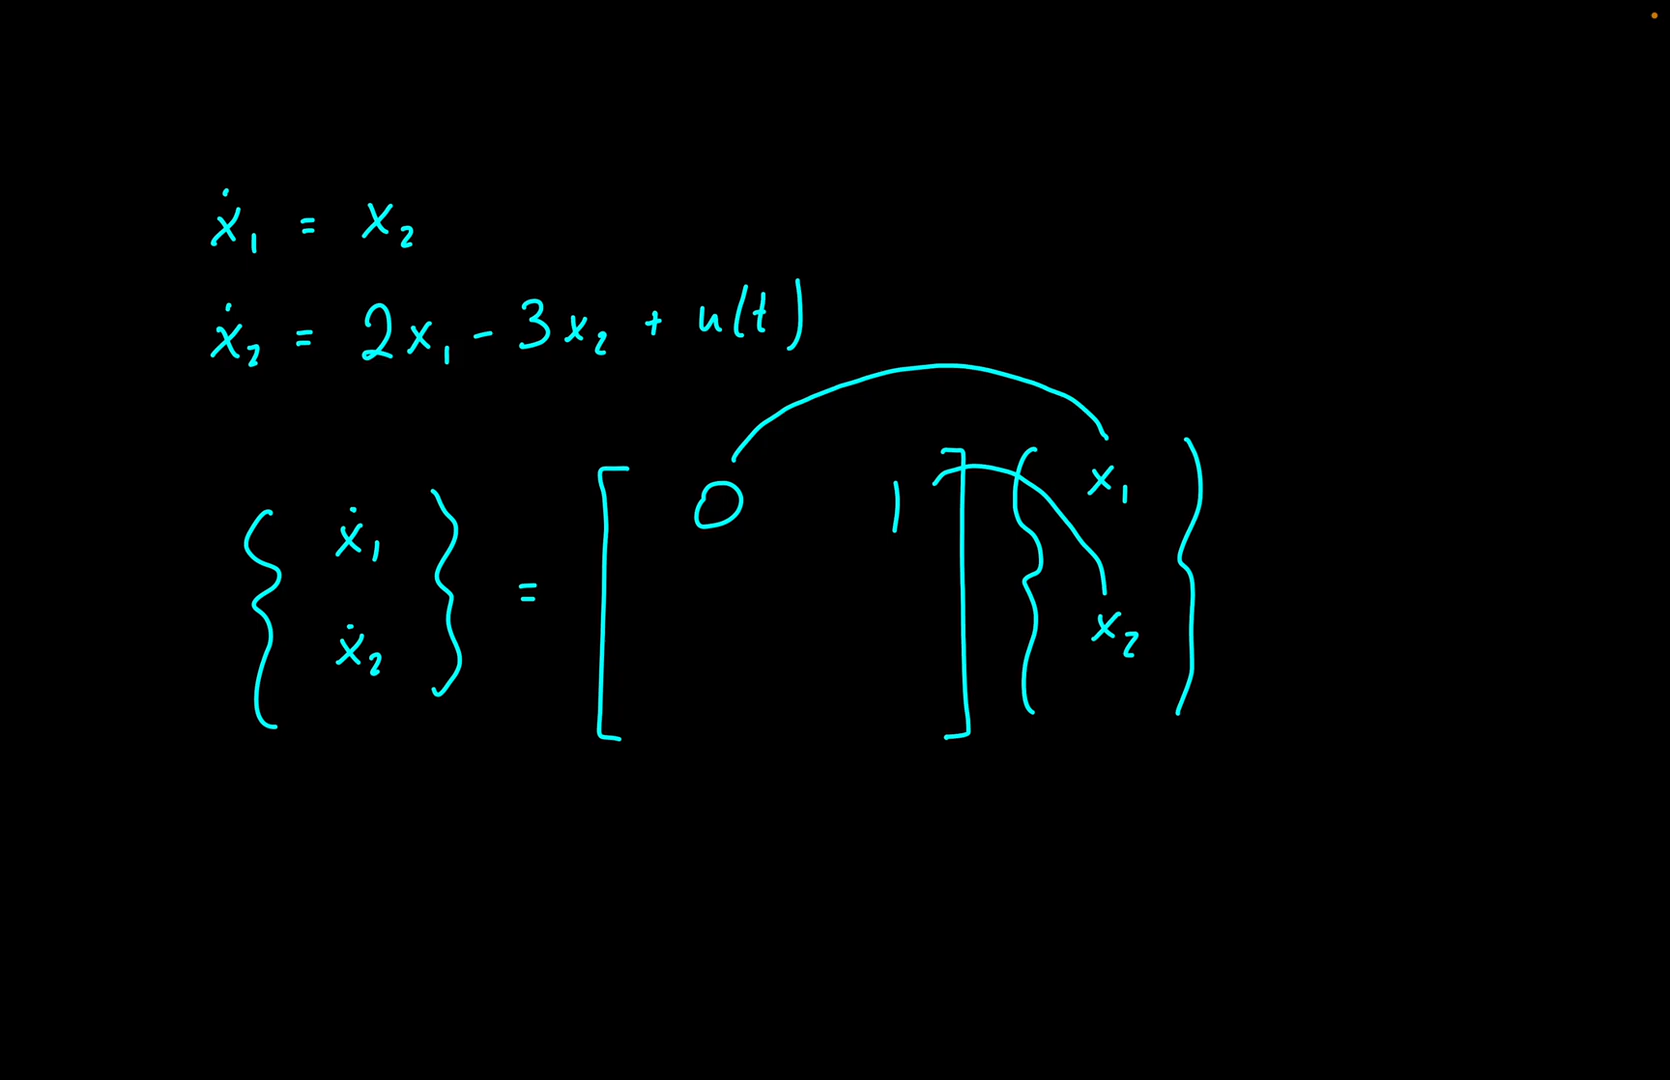 ẋ₁ = x₂
ẋ₂ = 2x₁ - 3x₂ + u(t)
{ ẋ₁ } = [ 0 1 ] { x₁ }
{ ẋ₂ } [ ] { x₂ }